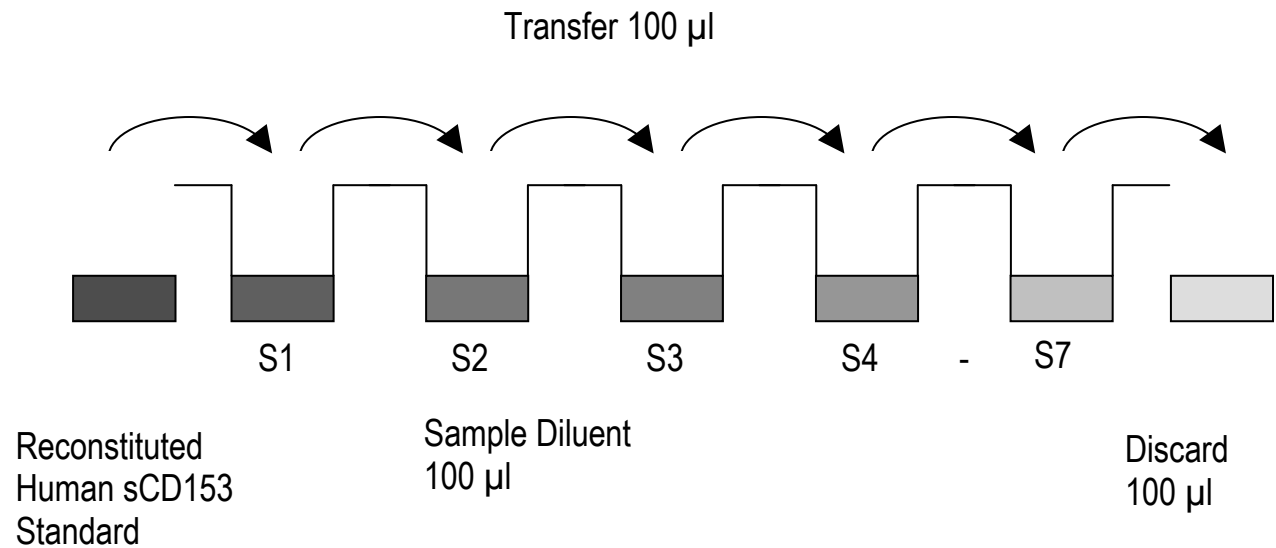 Transfer 100 µl
S1 S2 S3 S4 - S7
Reconstituted
Human sCD153
Standard
Sample Diluent
100 µl
Discard
100 µl